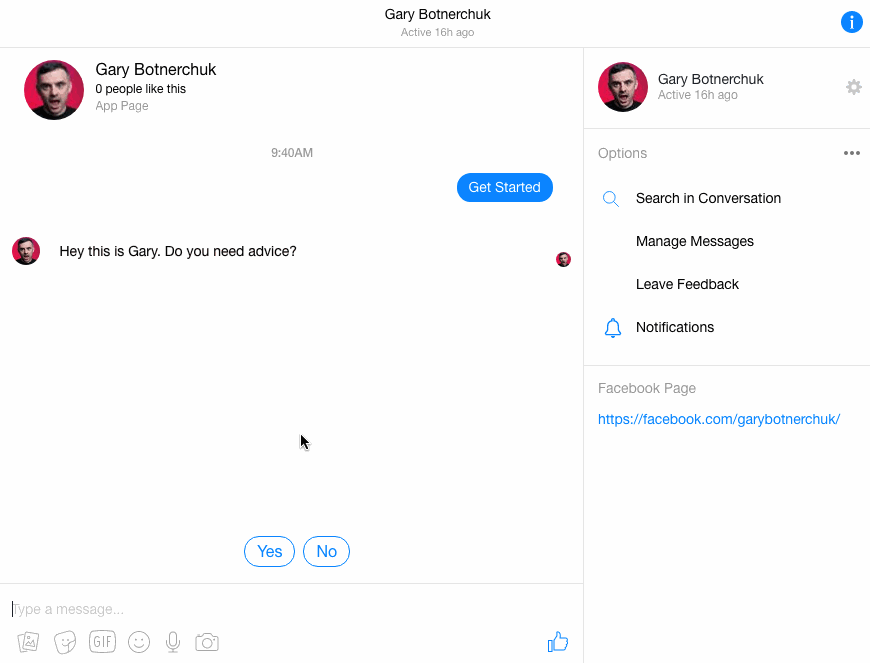 Gary Botnerchuk
Active 16h ago
i
Gary Botnerchuk
0 people like this
App Page
9:40AM
Get Started
Hey this is Gary. Do you need advice?
Yes
No
Type a message...
GIF
Gary Botnerchuk
Active 16h ago
Options
Search in Conversation
Manage Messages
Leave Feedback
Notifications
Facebook Page
https://facebook.com/garybotnerchuk/